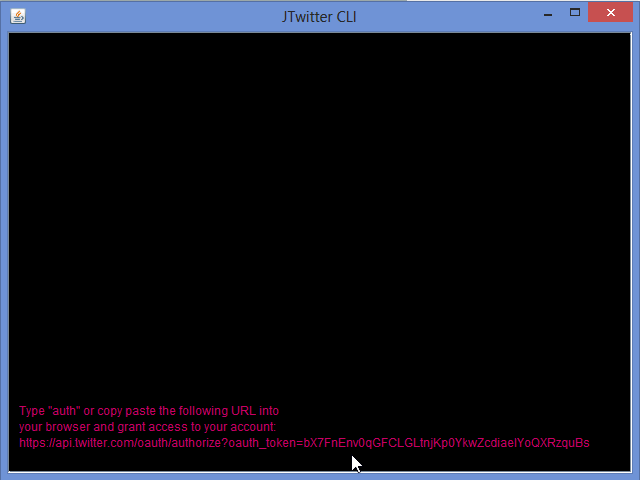 JTwitter CLI
Type "auth" or copy paste the following URL into
your browser and grant access to your account:
https://api.twitter.com/oauth/authorize?oauth_token=bX7FnEnv0qGFCLGLtnjKp0YkwZcdiaeIYoQXRzquBs